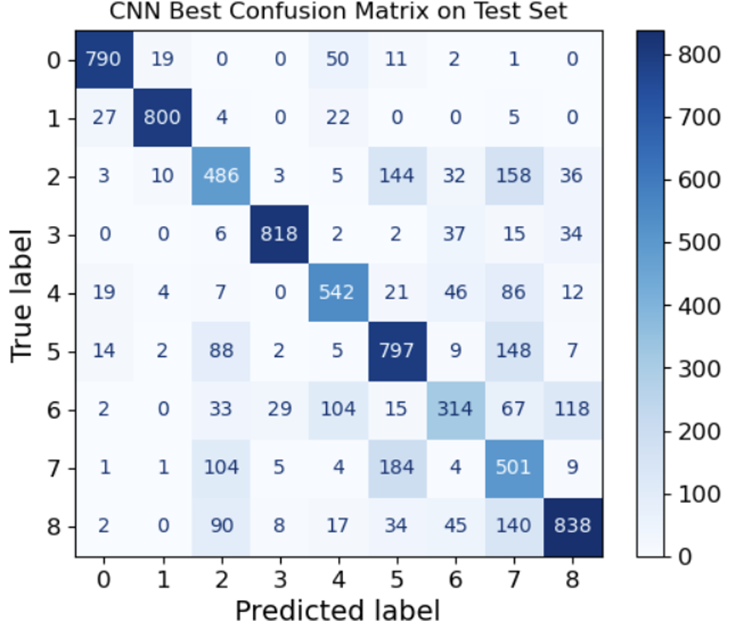 CNN Best Confusion Matrix on Test Set
0 790 19 0 0 50 11 2 1 0
1 27 800 4 0 22 0 0 5 0
2 3 10 486 3 5 144 32 158 36
3 0 0 6 818 2 2 37 15 34
4 19 4 7 0 542 21 46 86 12
5 14 2 88 2 5 797 9 148 7
6 2 0 33 29 104 15 314 67 118
7 1 1 104 5 4 184 4 501 9
8 2 0 90 8 17 34 45 140 838
0 1 2 3 4 5 6 7 8
Predicted label
True label
800
700
600
500
400
300
200
100
0